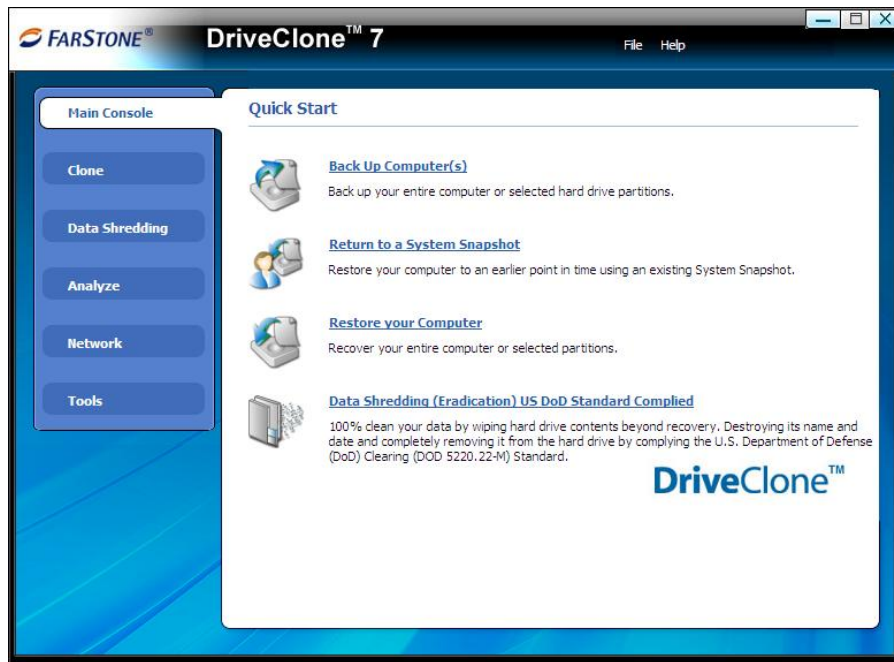 FARSTONE® DriveClone™ 7
File Help
Main Console
Clone
Data Shredding
Analyze
Network
Tools
Quick Start
Back Up Computer(s)
Back up your entire computer or selected hard drive partitions.
Return to a System Snapshot
Restore your computer to an earlier point in time using an existing System Snapshot.
Restore your Computer
Recover your entire computer or selected partitions.
Data Shredding (Eradication) US DoD Standard Complied
100% clean your data by wiping hard drive contents beyond recovery. Destroying its name and
date and completely removing it from the hard drive by complying the U.S. Department of Defense
(DoD) Clearing (DOD 5220.22-M) Standard.
DriveClone™